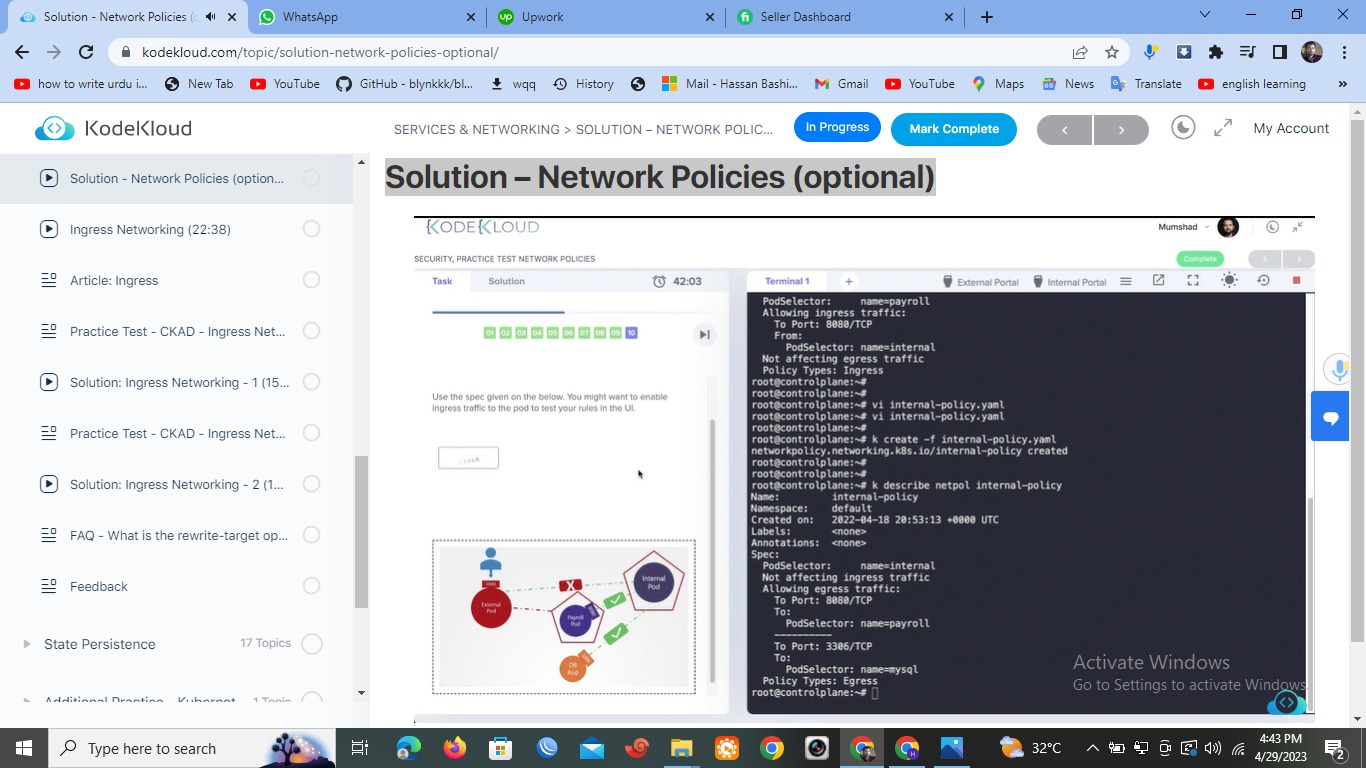 Solution - Network Policies (
WhatsApp
Upwork
Seller Dashboard
kodekloud.com/topic/solution-network-policies-optional/
how to write urdu i...
New Tab
YouTube
GitHub - blynkkk/bl...
wqq
History
Mail - Hassan Bashi...
Gmail
YouTube
Maps
News
Translate
english learning
»
KodeKloud
SERVICES & NETWORKING > SOLUTION – NETWORK POLIC...
In Progress
Mark Complete
My Account
Solution - Network Policies (option...
Ingress Networking (22:38)
Article: Ingress
Practice Test - CKAD - Ingress Net...
Solution: Ingress Networking - 1 (15...
Practice Test - CKAD - Ingress Net...
Solution: Ingress Networking - 2 (1...
FAQ - What is the rewrite-target op...
Feedback
State Persistence 17 Topics
Additional Practice - Kubernet 1 Topic
Solution – Network Policies (optional)
KODEKLOUD
Mumshad
SECURITY, PRACTICE TEST NETWORK POLICIES
Complete
Task
Solution
42:03
01 02 03 04 05 06 07 08 09 10
Use the spec given on the below. You might want to enable
ingress traffic to the pod to test your rules in the UI.
External Pod
Payroll Pod
Internal Pod
DB Pod
Terminal 1
+
External Portal
Internal Portal
PodSelector: name=payroll
Allowing ingress traffic:
To Port: 8080/TCP
From:
PodSelector: name=internal
Not affecting egress traffic
Policy Types: Ingress
root@controlplane:~#
root@controlplane:~#
root@controlplane:~# vi internal-policy.yaml
root@controlplane:~# vi internal-policy.yaml
root@controlplane:~#
root@controlplane:~# k create -f internal-policy.yaml
networkpolicy.networking.k8s.io/internal-policy created
root@controlplane:~#
root@controlplane:~#
root@controlplane:~# k describe netpol internal-policy
Name: internal-policy
Namespace: default
Created on: 2022-04-18 20:53:13 +0000 UTC
Labels: <none>
Annotations: <none>
Spec:
PodSelector: name=internal
Not affecting ingress traffic
Allowing egress traffic:
To Port: 8080/TCP
To:
PodSelector: name=payroll
----------
To Port: 3306/TCP
To:
PodSelector: name=mysql
Policy Types: Egress
root@controlplane:~#
Activate Windows
Go to Settings to activate Windows.
Type here to search
32°C
4:43 PM
4/29/2023
2